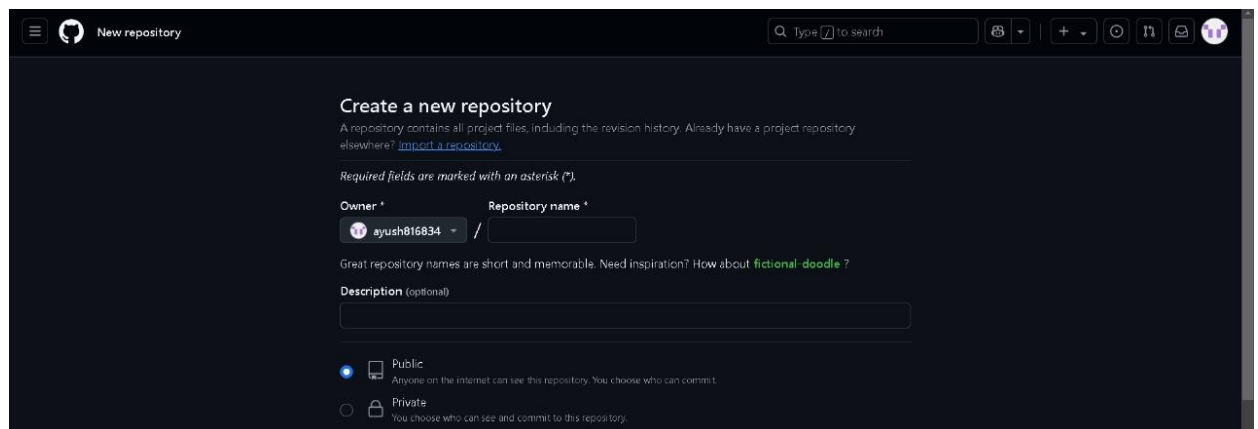 New repository
Type / to search
Create a new repository
A repository contains all project files, including the revision history. Already have a project repository
elsewhere? Import a repository.
Required fields are marked with an asterisk (*).
Owner * Repository name *
ayush816834 /
Great repository names are short and memorable. Need inspiration? How about fictional-doodle ?
Description (optional)
Public
Anyone on the internet can see this repository. You choose who can commit.
Private
You choose who can see and commit to this repository.